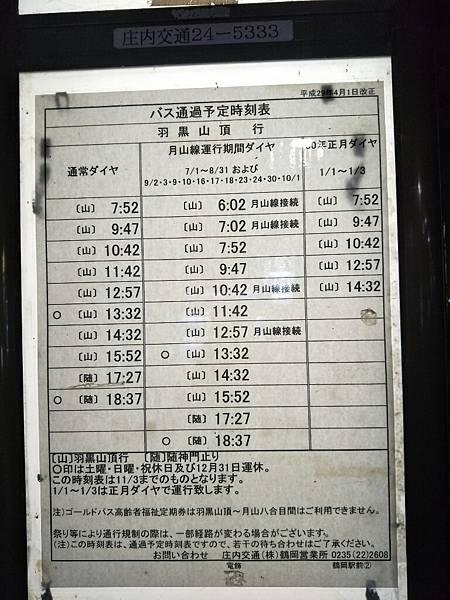 庄内交通24-5333
平成29年4月1日改正
バス通過予定時刻表
羽黒山頂 行
通常ダイヤ
月山線運行期間ダイヤ
7/1~8/31 および
9/2・3・9・10・16・17・18・23・24・30・10/1
30年正月ダイヤ
1/1~1/3
〔山〕 7:52 〔山〕 6:02 月山線接続 〔山〕 7:52
〔山〕 9:47 〔山〕 7:02 月山線接続 〔山〕 9:47
〔山〕 10:42 〔山〕 7:52 〔山〕 10:42
〔山〕 11:42 〔山〕 9:47 〔山〕 12:57
〔山〕 12:57 〔山〕 10:42 月山線接続 〔山〕 14:32
○ 〔山〕 13:32 〔山〕 11:42
〔山〕 14:32 〔山〕 12:57 月山線接続
〔山〕 15:52 ○ 〔山〕 13:32
〔随〕 17:27 〔山〕 14:32
○ 〔随〕 18:37 〔山〕 15:52
〔随〕 17:27
○ 〔随〕 18:37
〔山〕羽黒山頂行 〔随〕随神門止り
○印は土曜・日曜・祝休日及び12月31日運休。
この時刻表は11/3までのものとなります。
1/1~1/3は正月ダイヤで運行致します。
注)ゴールドバス高齢者福祉定期券は羽黒山頂~月山八合目間はご利用できません。
祭り等により通行規制の際は、一部経路が変わる場合がございます。
(注)この時刻表は、通過予定時刻表ですので、若干の待ち合わせはご了承ください。
お問い合わせ 庄内交通(株)鶴岡営業所 0235(22)2608
電飾 鶴岡駅前②